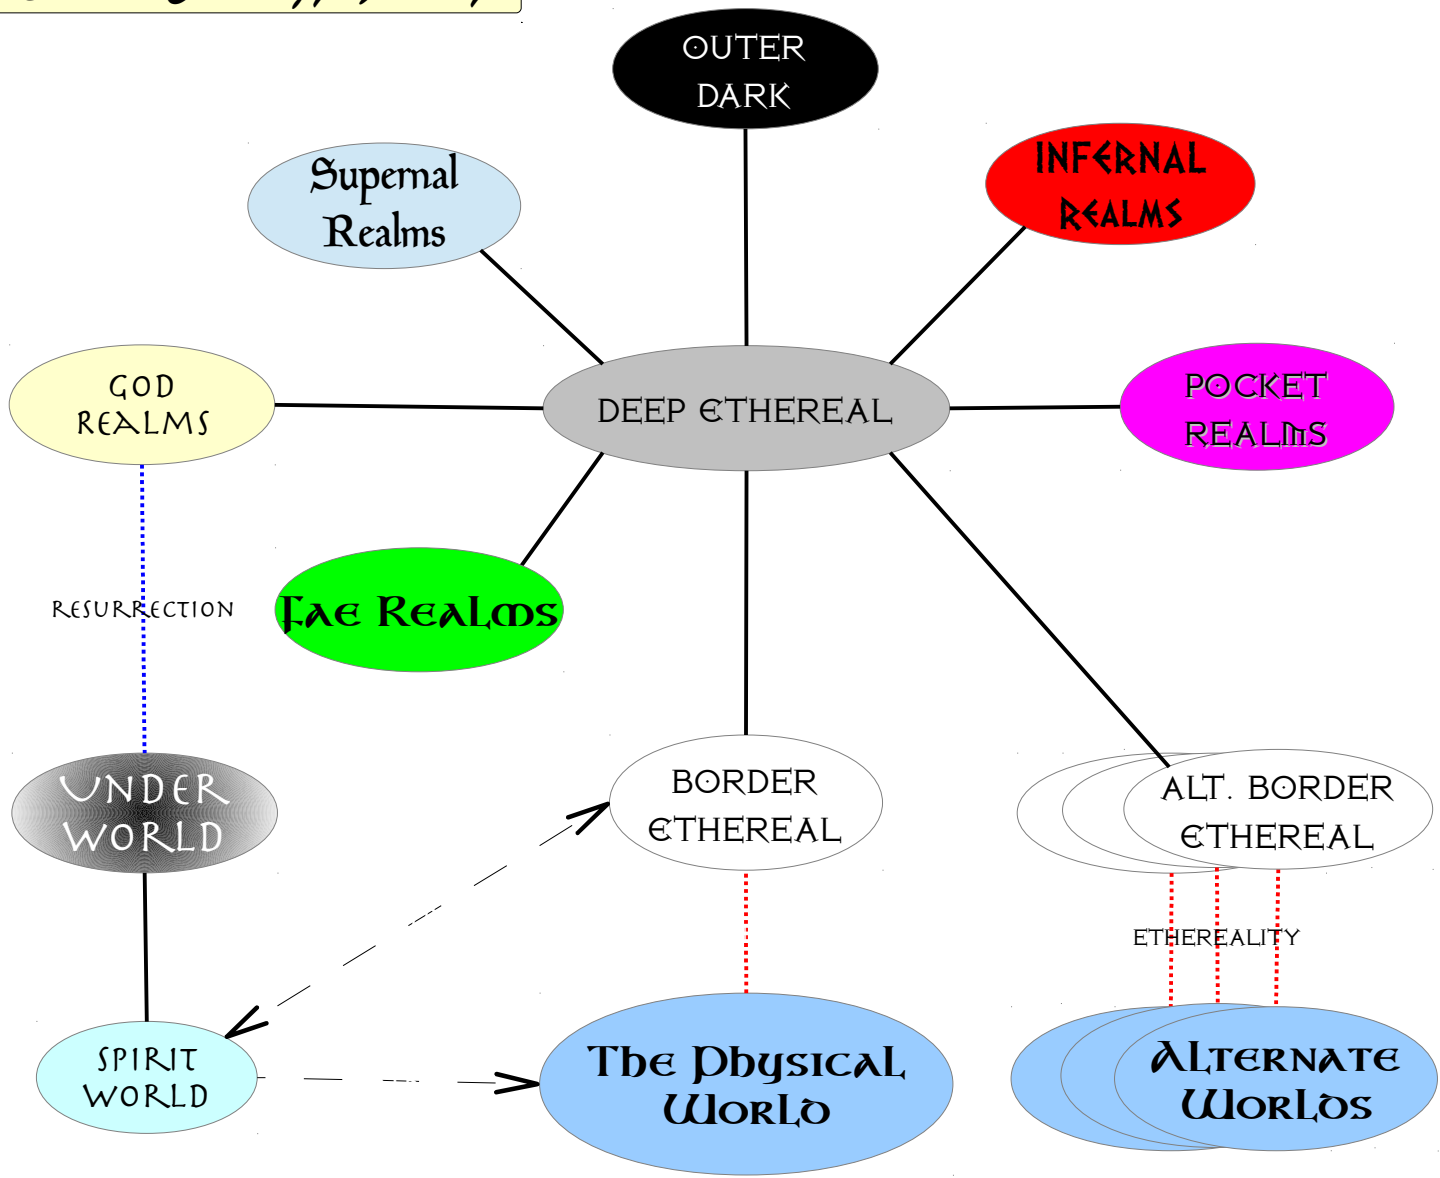 OUTER
DARK
Supernal
Realms
INFERNAL
REALMS
GOD
REALMS
DEEP ETHEREAL
POCKET
REALMS
RESURRECTION
Fae Realms
UNDER
WORLD
BORDER
ETHEREAL
ALT. BORDER
ETHEREAL
ETHEREALITY
SPIRIT
WORLD
The Physical
World
Alternate
Worlds